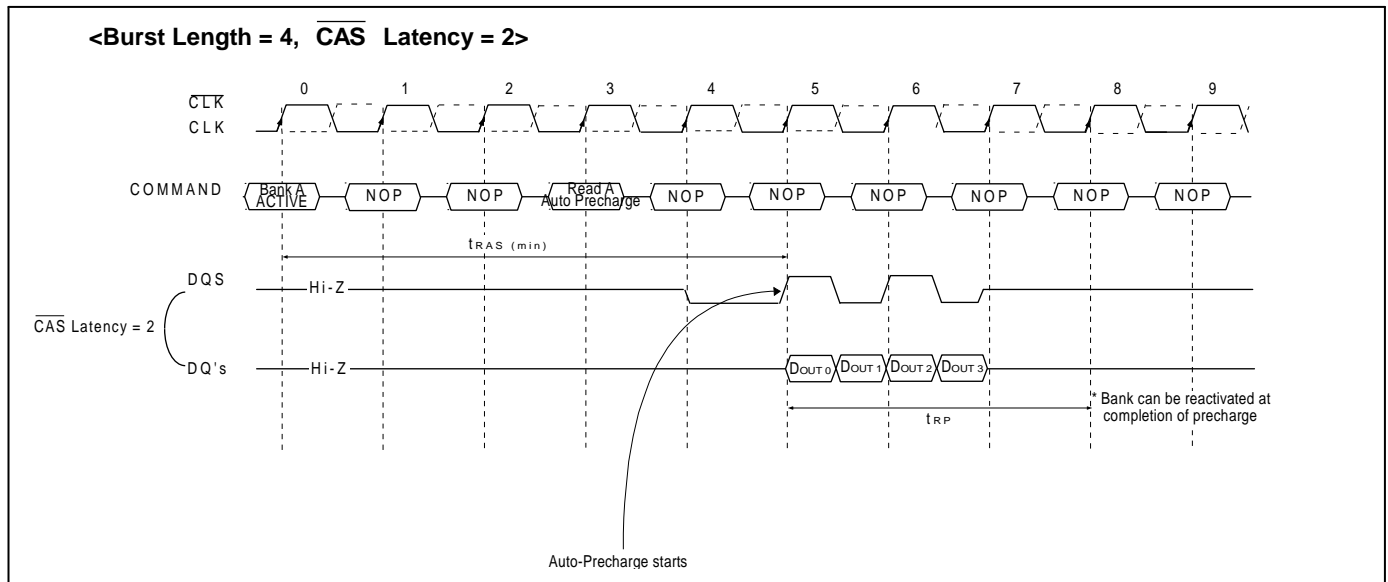 <Burst Length = 4, CAS Latency = 2>
0 1 2 3 4 5 6 7 8 9
CLK
CLK
COMMAND
Bank A
ACTIVE
NOP
NOP
Read A
Auto Precharge
NOP
NOP
NOP
NOP
NOP
NOP
tRAS (min)
DQS
Hi-Z
CAS Latency = 2
DQ's
Hi-Z
DOUT 0 DOUT 1 DOUT 2 DOUT 3
* Bank can be reactivated at
completion of precharge
tRP
Auto-Precharge starts